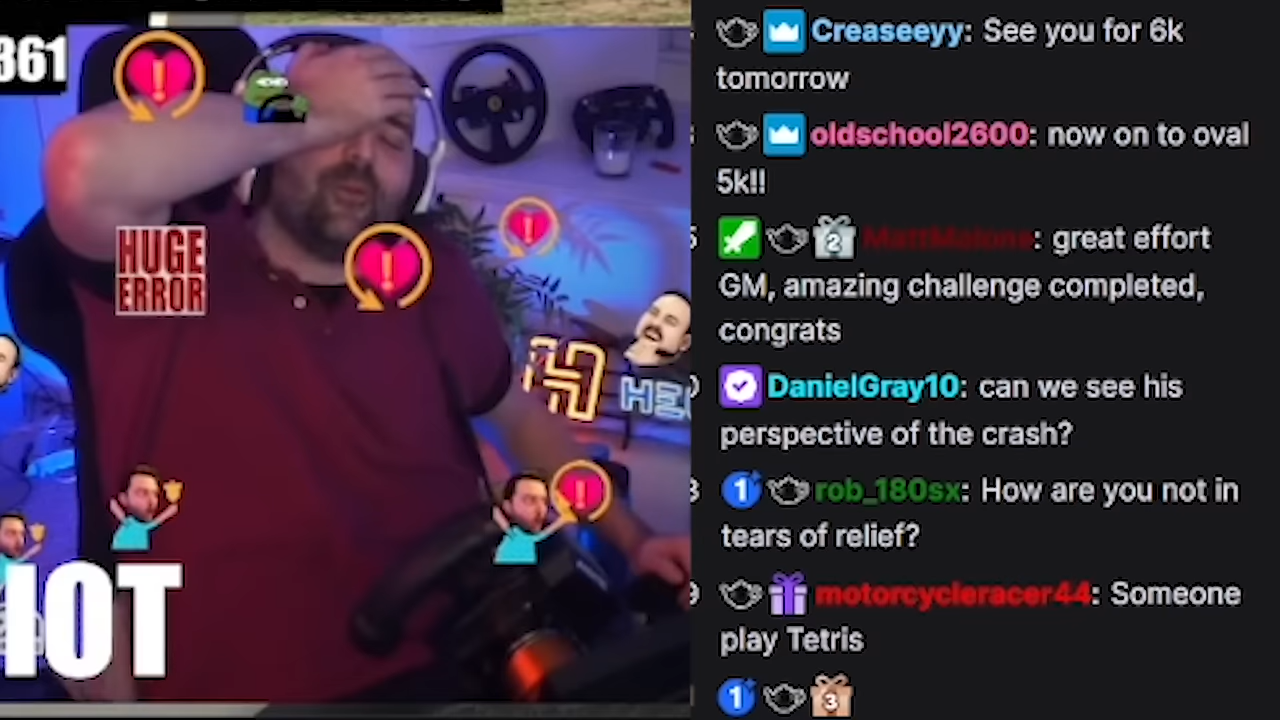 361
HUGE
ERROR
IOT
Creaseeyy: See you for 6k
tomorrow
oldschool2600: now on to oval
5k!!
2
MattMalone: great effort
GM, amazing challenge completed,
congrats
DanielGray10: can we see his
perspective of the crash?
1
rob_180sx: How are you not in
tears of relief?
motorcycleracer44: Someone
play Tetris
1
3